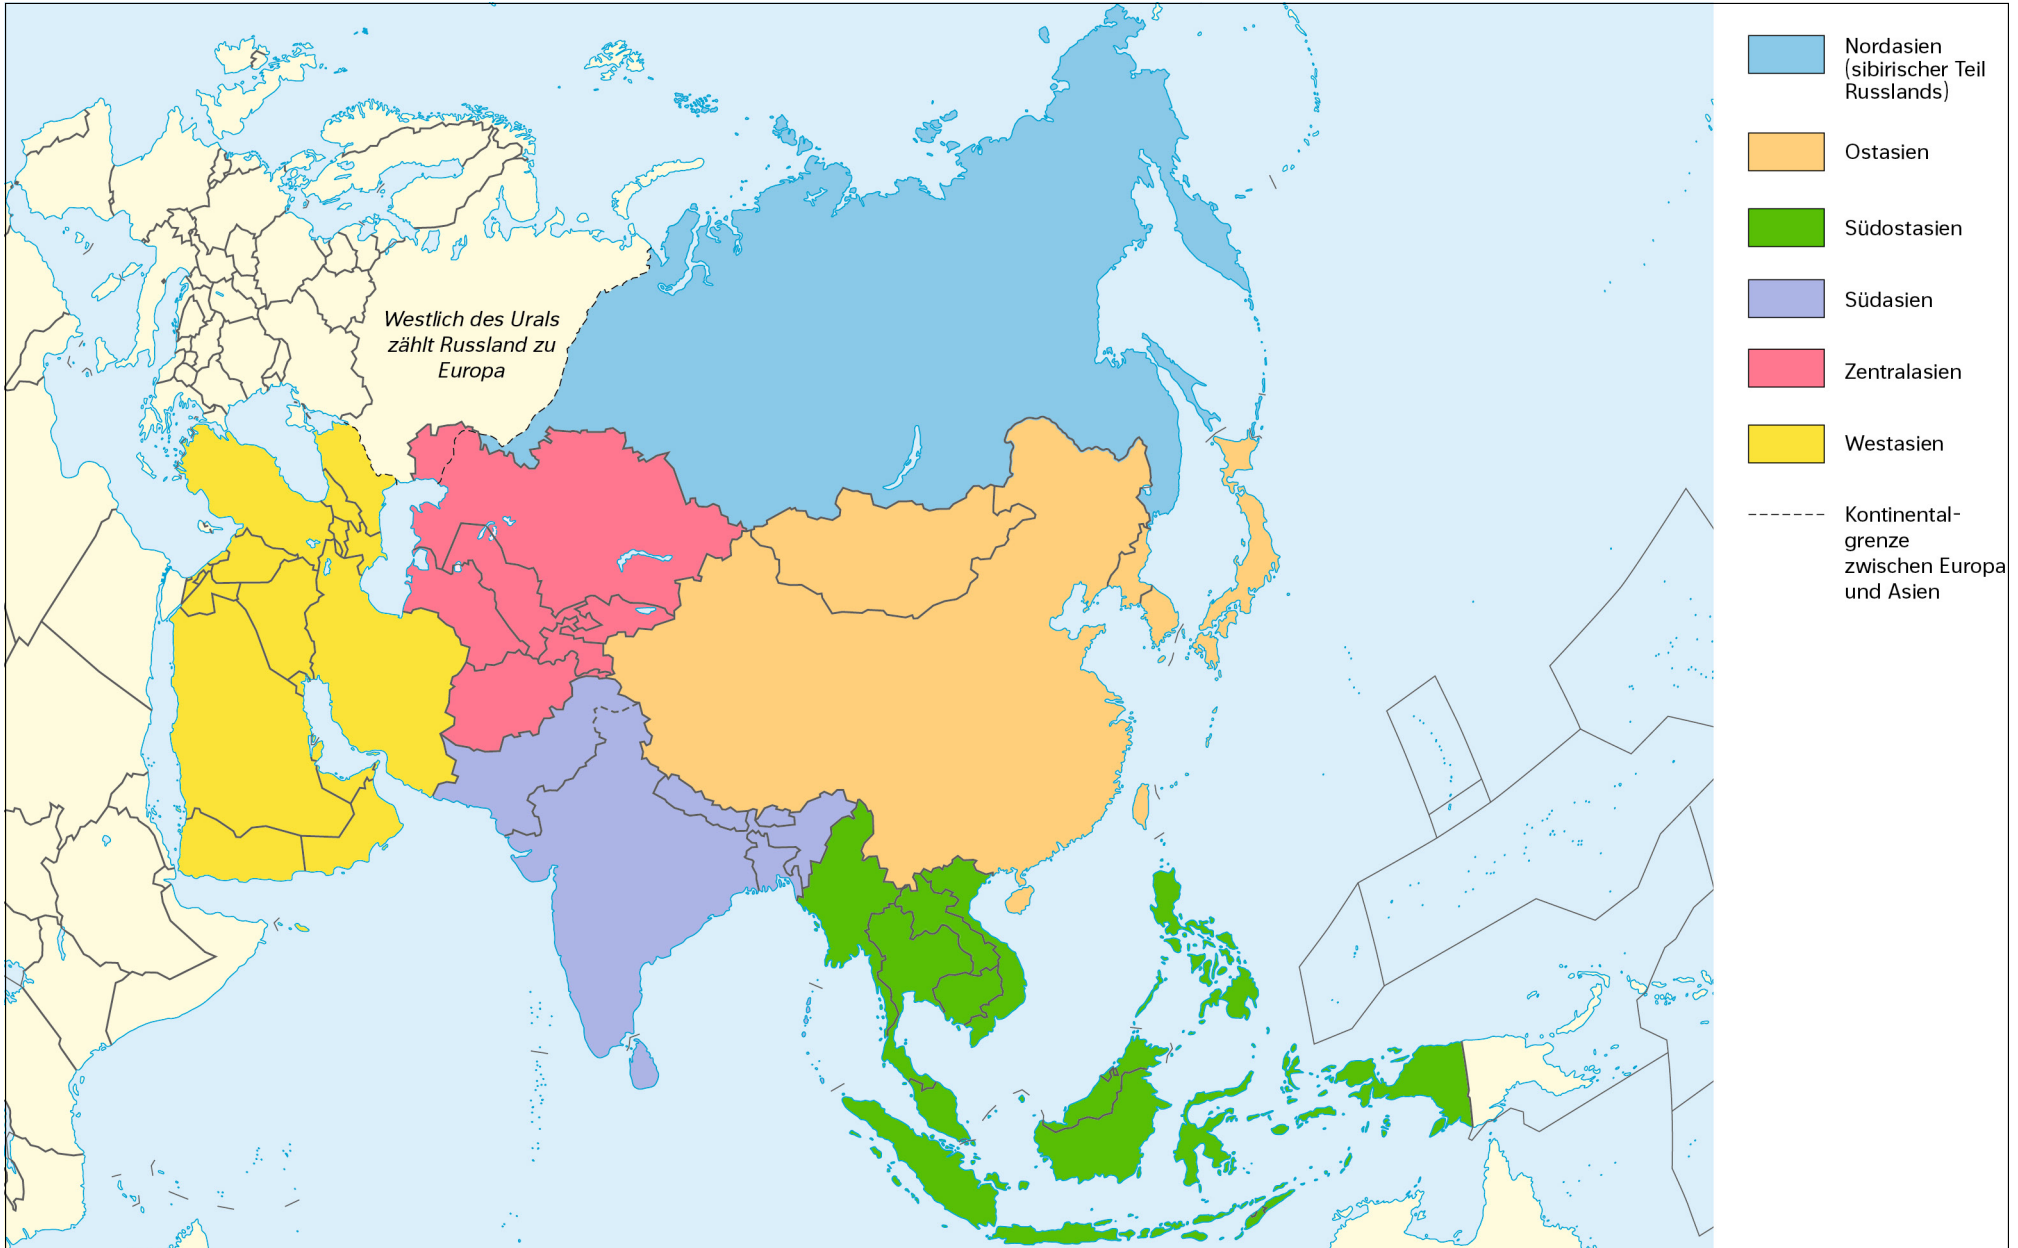 Westlich des Urals
zählt Russland zu
Europa
Nordasien
(sibirischer Teil
Russlands)
Ostasien
Südostasien
Südasien
Zentralasien
Westasien
Kontinental-
grenze
zwischen Europa
und Asien